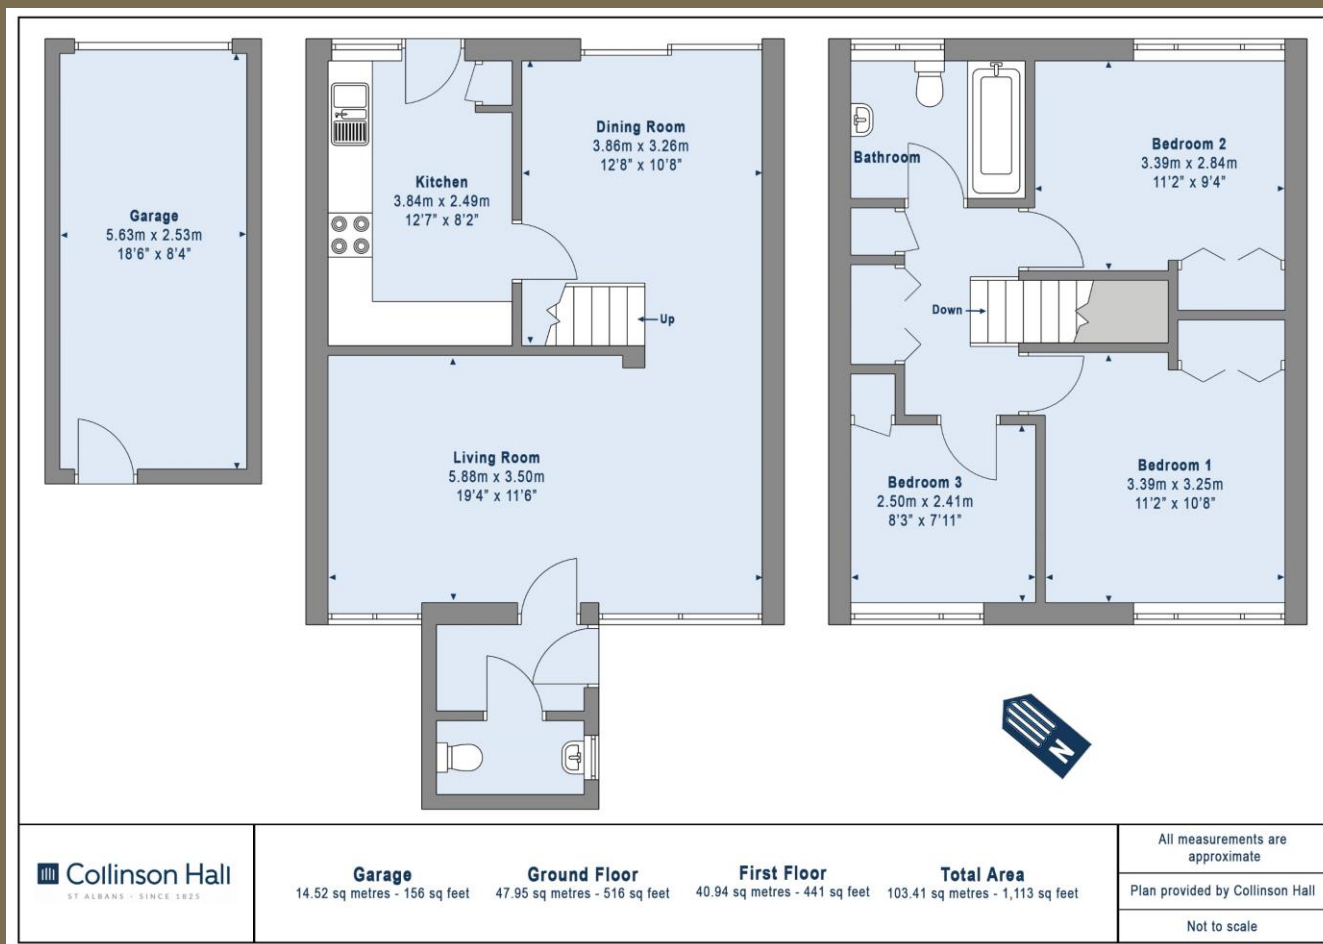 Garage
5.63m x 2.53m
18'6" x 8'4"
Kitchen
3.84m x 2.49m
12'7" x 8'2"
Dining Room
3.86m x 3.26m
12'8" x 10'8"
Up
Living Room
5.88m x 3.50m
19'4" x 11'6"
Bathroom
Bedroom 2
3.39m x 2.84m
11'2" x 9'4"
Down
Bedroom 3
2.50m x 2.41m
8'3" x 7'11"
Bedroom 1
3.39m x 3.25m
11'2" x 10'8"
N
Collinson Hall
ST ALBANS - SINCE 1825
Garage
14.52 sq metres - 156 sq feet
Ground Floor
47.95 sq metres - 516 sq feet
First Floor
40.94 sq metres - 441 sq feet
Total Area
103.41 sq metres - 1,113 sq feet
All measurements are
approximate
Plan provided by Collinson Hall
Not to scale